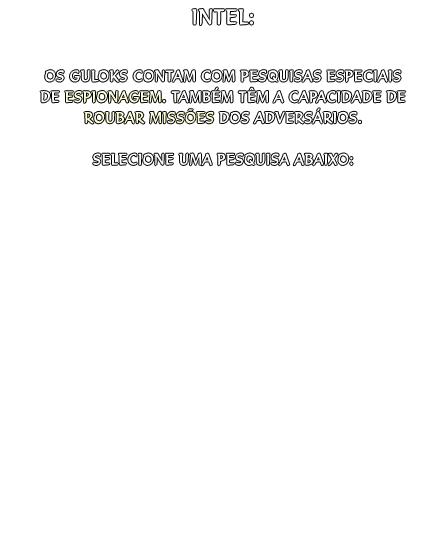 INTEL:
OS GULOKS CONTAM COM PESQUISAS ESPECIAIS
DE ESPIONAGEM. TAMBÉM TÊM A CAPACIDADE DE
ROUBAR MISSÕES DOS ADVERSÁRIOS.
SELECIONE UMA PESQUISA ABAIXO: